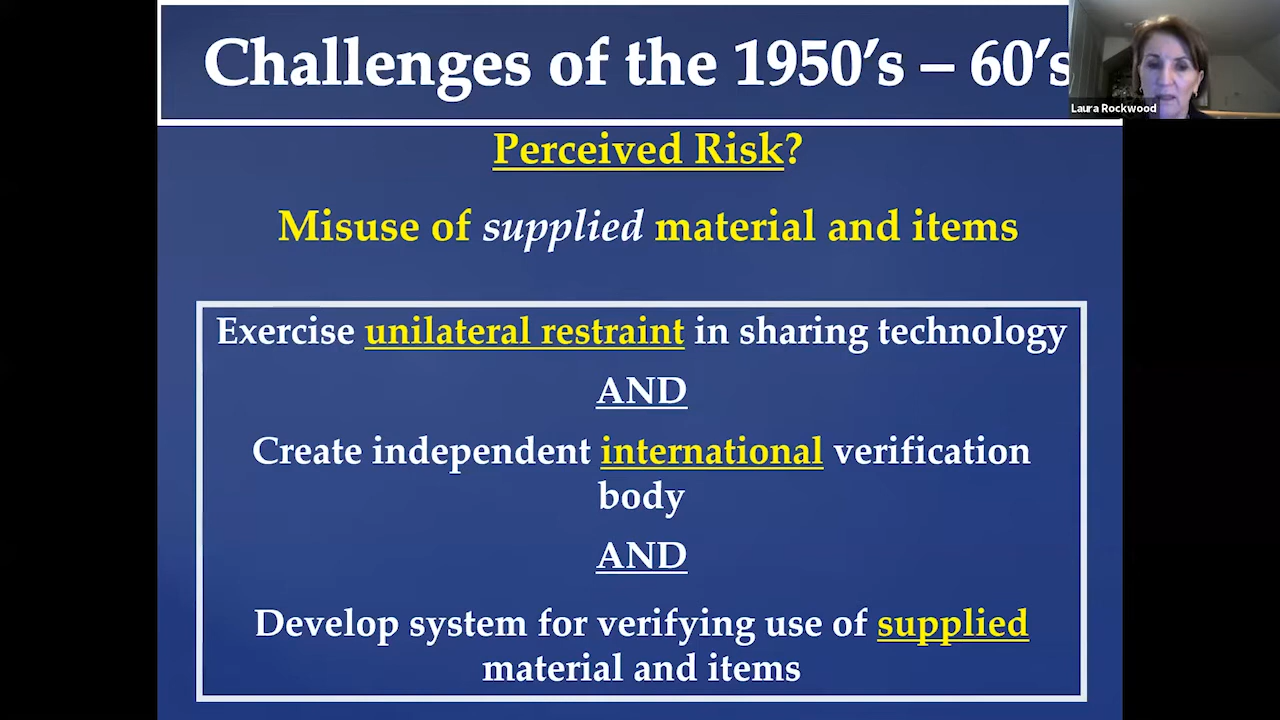 Challenges of the 1950's – 60's
Laura Rockwood
Perceived Risk?
Misuse of supplied material and items
Exercise unilateral restraint in sharing technology
AND
Create independent international verification
body
AND
Develop system for verifying use of supplied
material and items